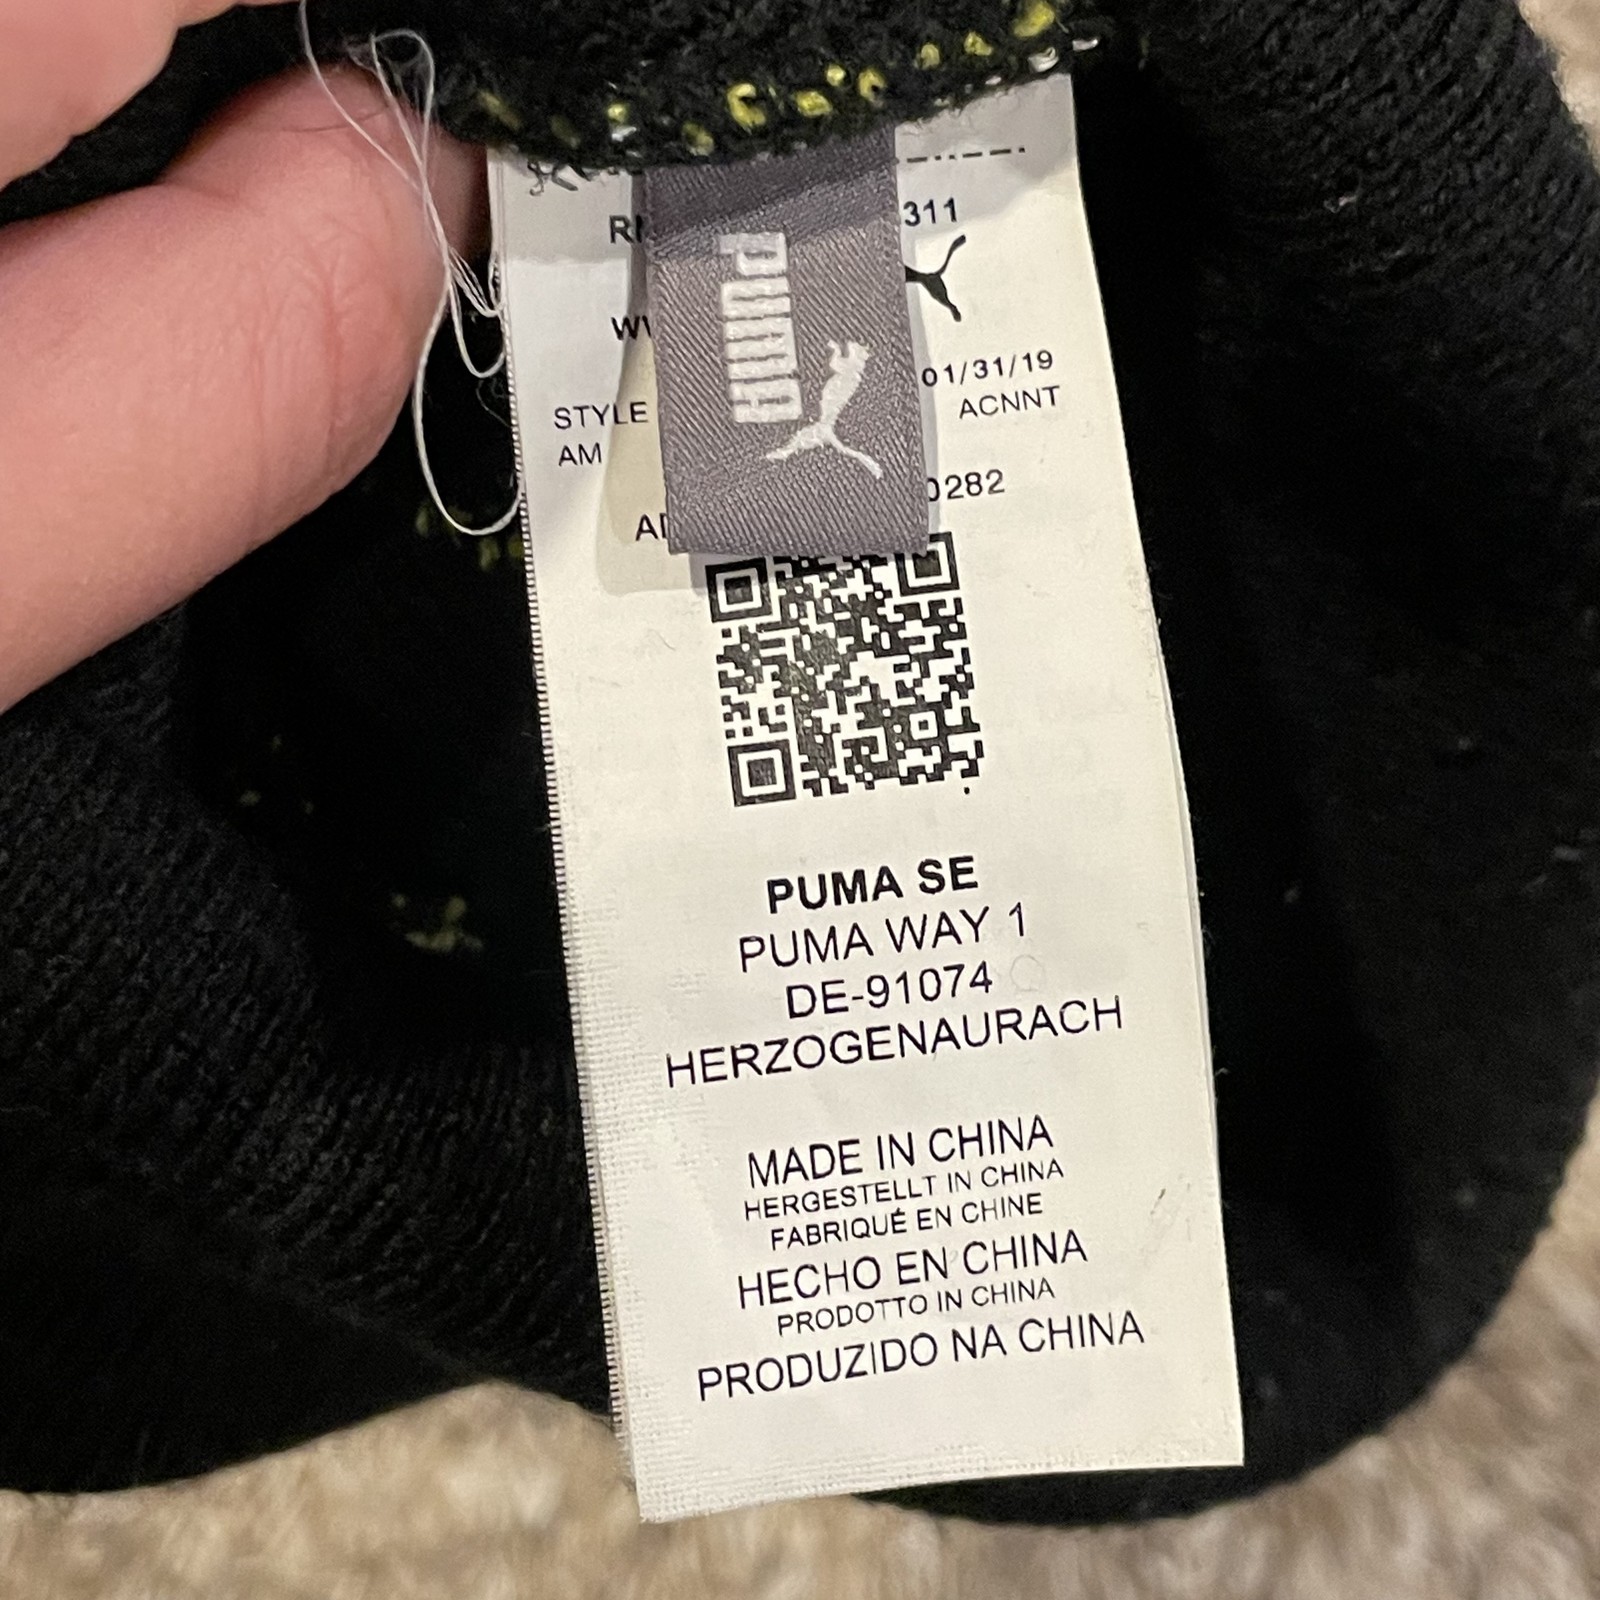 311
PUMA
01/31/19
STYLE
ACNNT
AM
0282
PUMA SE
PUMA WAY 1
DE-91074
HERZOGENAURACH
MADE IN CHINA
HERGESTELLT IN CHINA
FABRIQUÉ EN CHINE
HECHO EN CHINA
PRODOTTO IN CHINA
PRODUZIDO NA CHINA